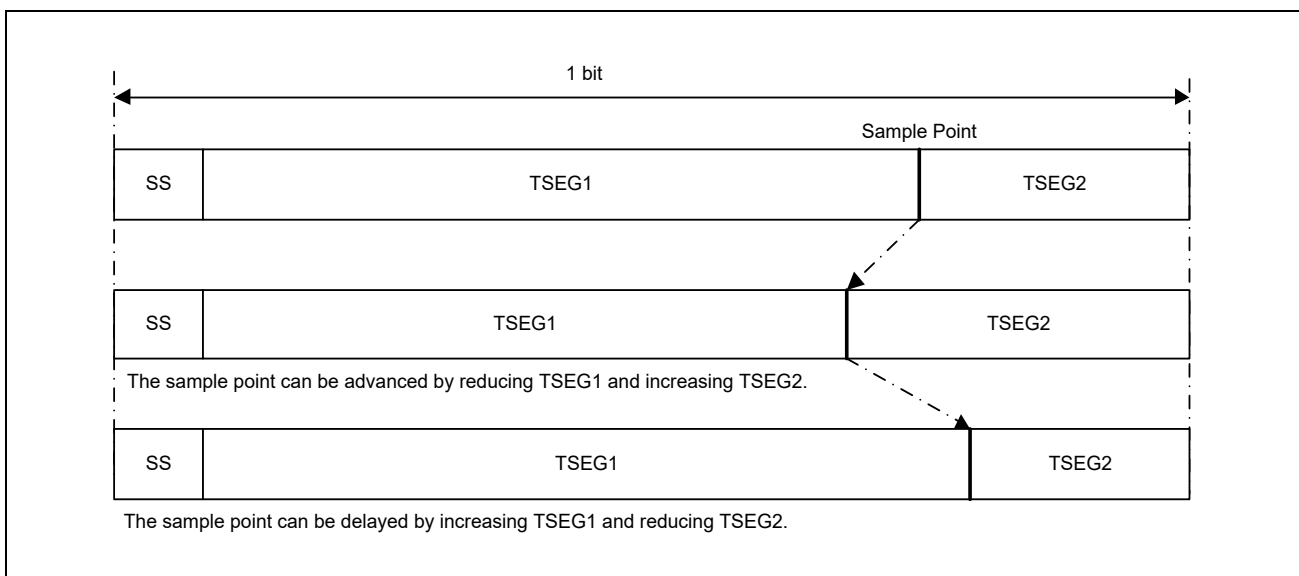 1 bit
Sample Point
SS TSEG1 TSEG2
SS TSEG1 TSEG2
The sample point can be advanced by reducing TSEG1 and increasing TSEG2.
SS TSEG1 TSEG2
The sample point can be delayed by increasing TSEG1 and reducing TSEG2.